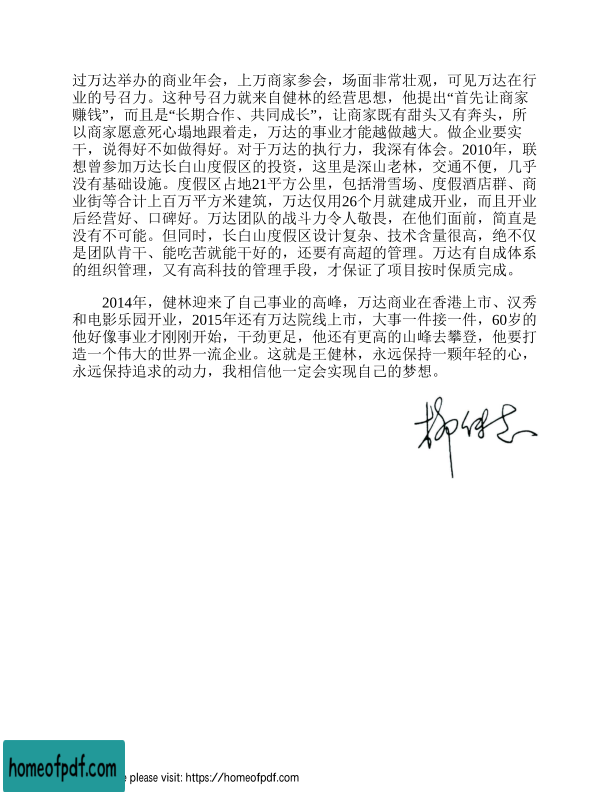 过万达举办的商业年会，上万商家参会，场面非常壮观，可见万达在行
业的号召力。这种号召力就来自健林的经营思想，他提出“首先让商家
赚钱”，而且是“长期合作、共同成长”，让商家既有甜头又有奔头，所
以商家愿意死心塌地跟着走，万达的事业才能越做越大。做企业要实
干，说得好不如做得好。对于万达的执行力，我深有体会。2010年，联
想曾参加万达长白山度假区的投资，这里是深山老林，交通不便，几乎
没有基础设施。度假区占地21平方公里，包括滑雪场、度假酒店群、商
业街等合计上百万平方米建筑，万达仅用26个月就建成开业，而且开业
后经营好、口碑好。万达团队的战斗力令人敬畏，在他们面前，简直是
没有不可能。但同时，长白山度假区设计复杂、技术含量很高，绝不仅
是团队肯干、能吃苦就能干好的，还要有高超的管理。万达有自成体系
的组织管理，又有高科技的管理手段，才保证了项目按时保质完成。
2014年，健林迎来了自己事业的高峰，万达商业在香港上市、汉秀
和电影乐园开业，2015年还有万达院线上市，大事一件接一件，60岁的
他好像事业才刚刚开始，干劲更足，他还有更高的山峰去攀登，他要打
造一个伟大的世界一流企业。这就是王健林，永远保持一颗年轻的心，
永远保持追求的动力，我相信他一定会实现自己的梦想。
柳传志
homeofpdf.com
e please visit: https://homeofpdf.com